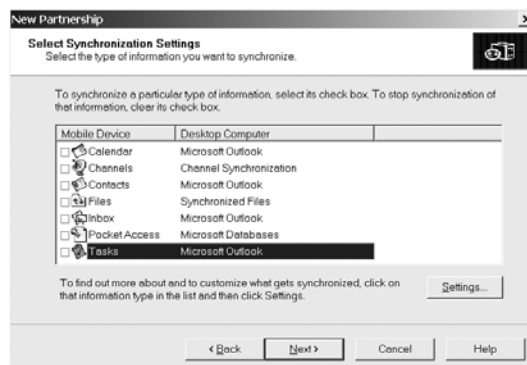 New Partnership
Select Synchronization Settings
Select the type of information you want to synchronize.
To synchronize a particular type of information, select its check box. To stop synchronization of
that information, clear its check box.
Mobile Device Desktop Computer
Calendar Microsoft Outlook
Channels Channel Synchronization
Contacts Microsoft Outlook
Files Synchronized Files
Inbox Microsoft Outlook
Pocket Access Microsoft Databases
Tasks Microsoft Outlook
To find out more about and to customize what gets synchronized, click on
that information type in the list and then click Settings.
Settings...
< Back Next > Cancel Help